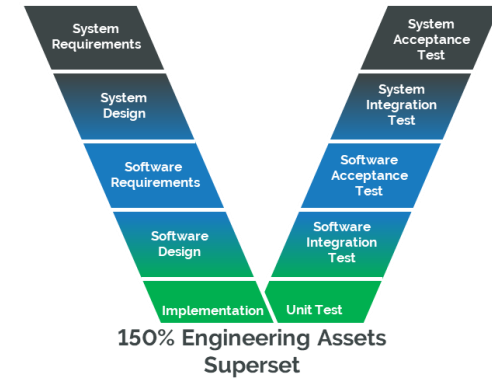 System
Requirements
System
Acceptance
Test
System
Design
System
Integration
Test
Software
Requirements
Software
Acceptance
Test
Software
Design
Software
Integration
Test
Implementation
Unit Test
150% Engineering Assets
Superset